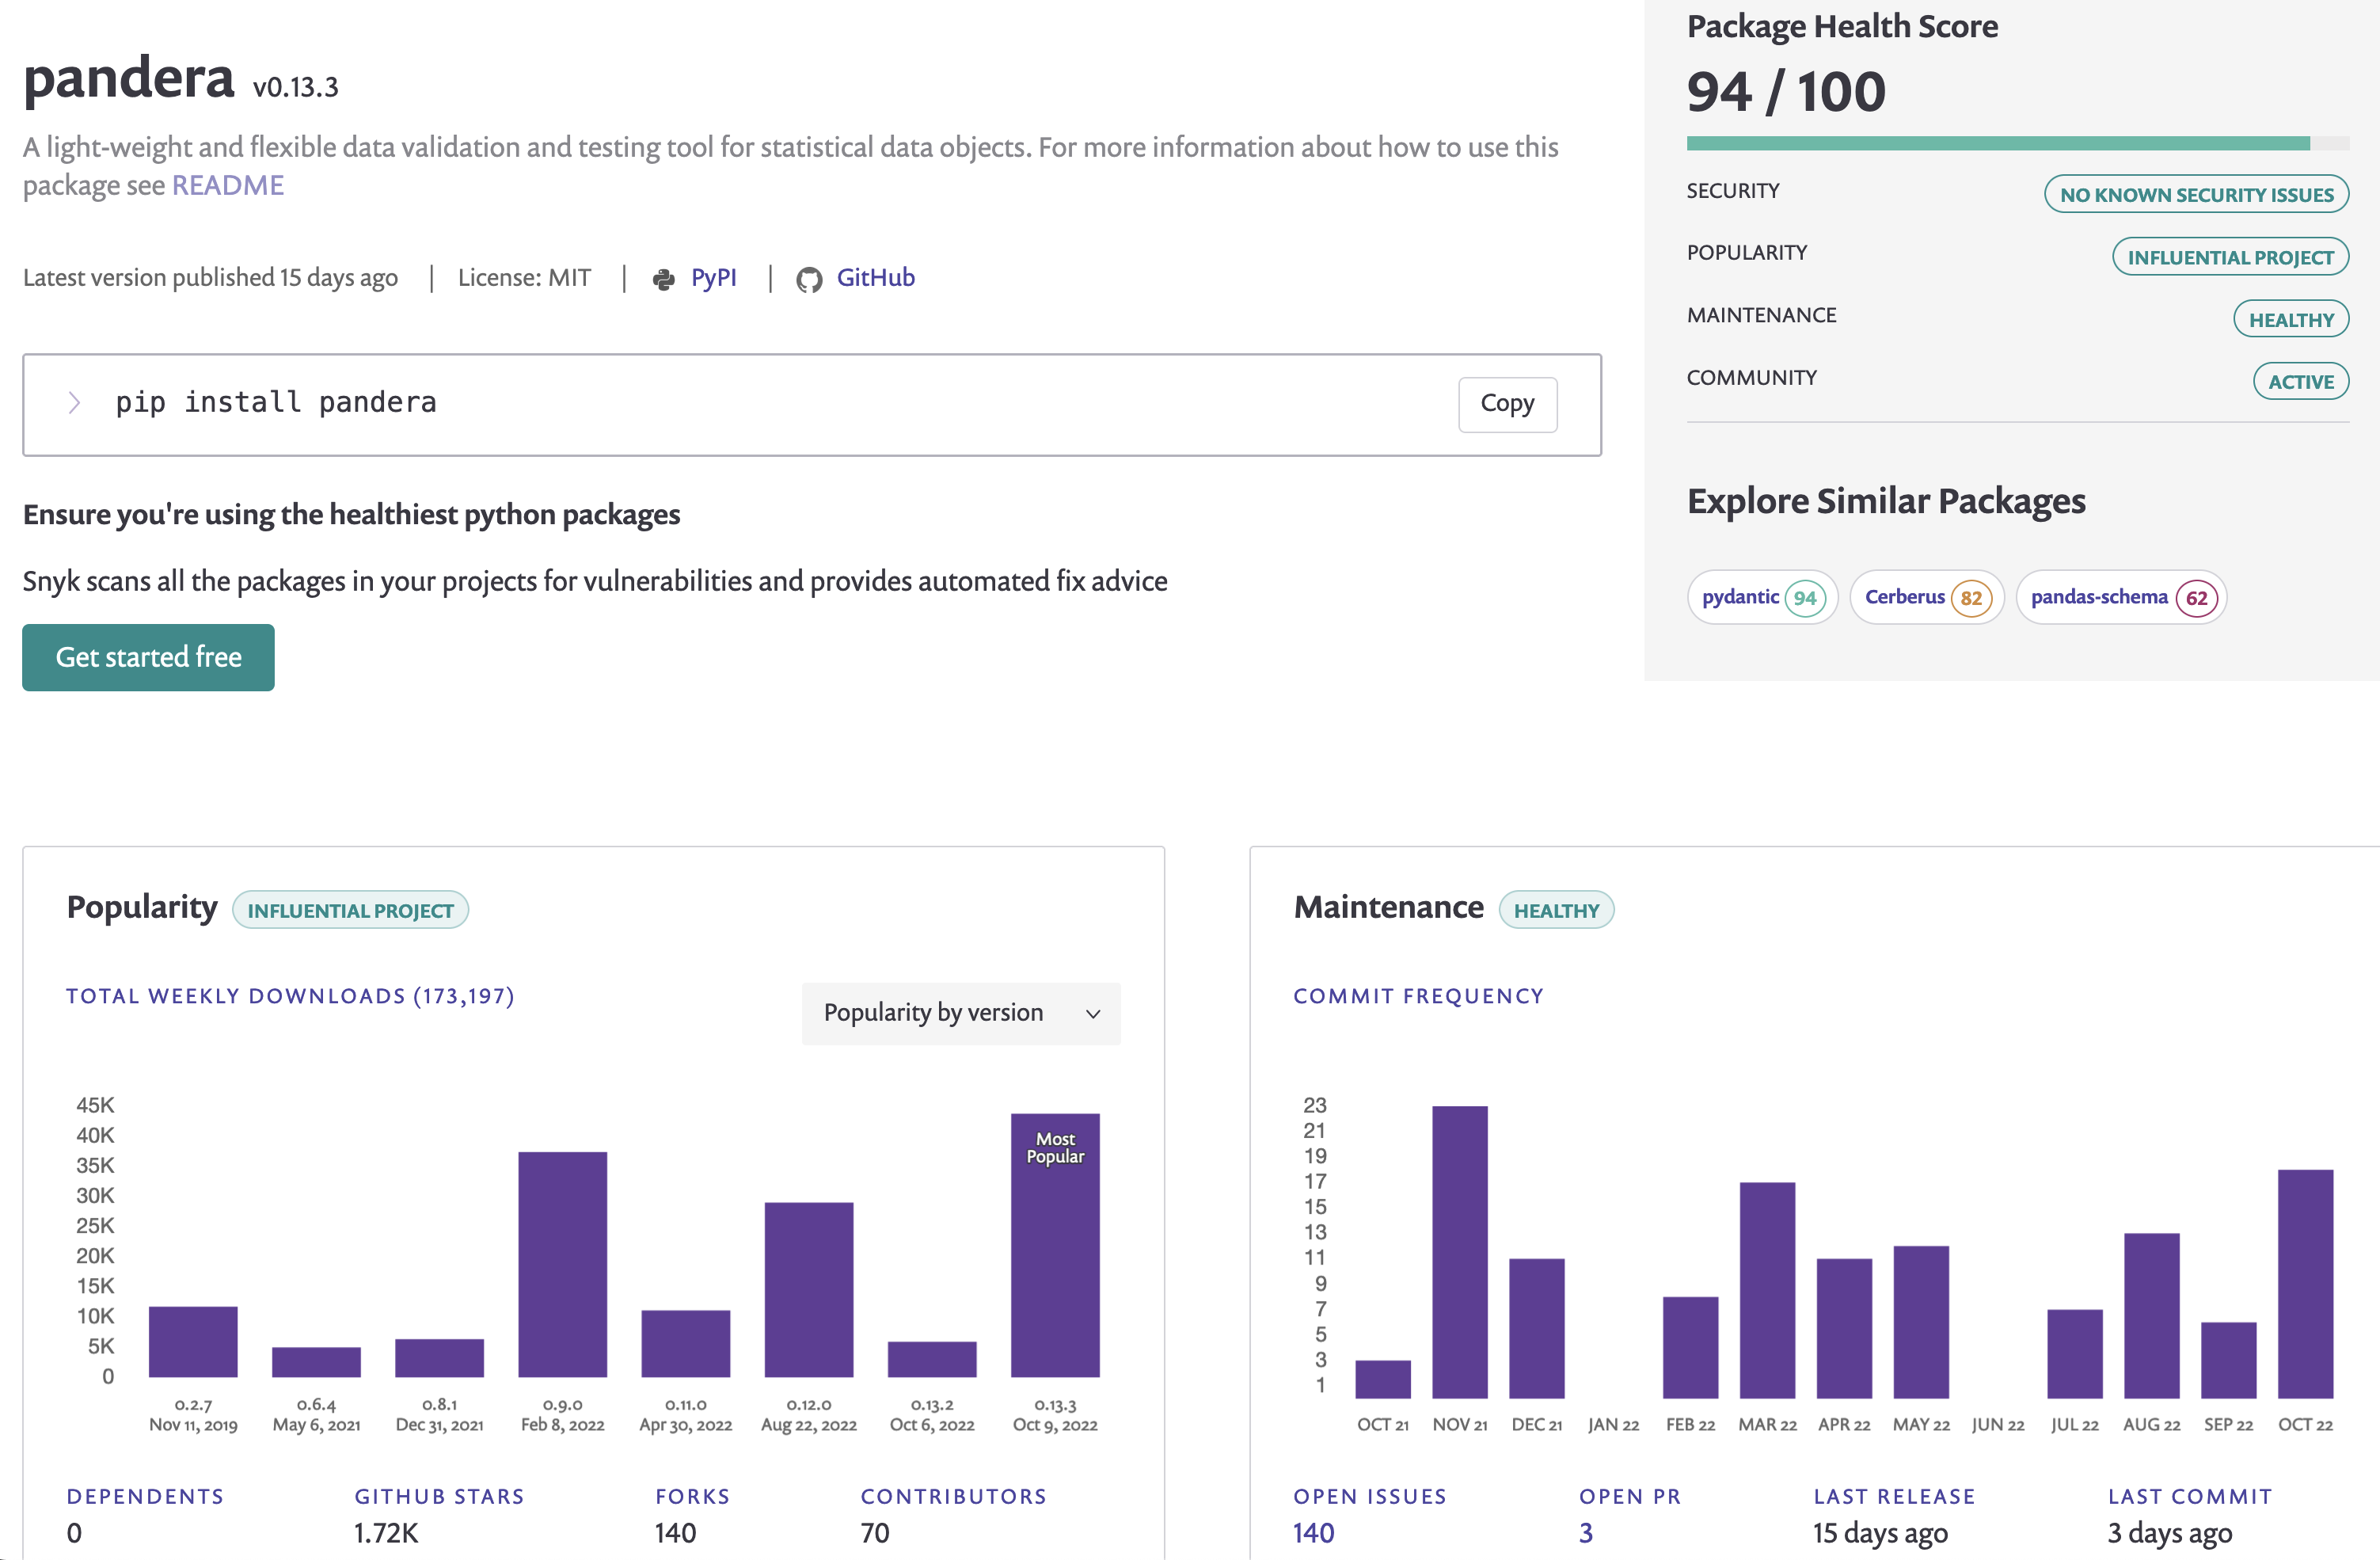 pandera v0.13.3
A light-weight and flexible data validation and testing tool for statistical data objects. For more information about how to use this
package see README
Latest version published 15 days ago | License: MIT | PyPI | GitHub
pip install pandera
Copy
Ensure you're using the healthiest python packages
Snyk scans all the packages in your projects for vulnerabilities and provides automated fix advice
Get started free
Package Health Score
94 / 100
SECURITY NO KNOWN SECURITY ISSUES
POPULARITY INFLUENTIAL PROJECT
MAINTENANCE HEALTHY
COMMUNITY ACTIVE
Explore Similar Packages
pydantic 94 Cerberus 82 pandas-schema 62
Popularity INFLUENTIAL PROJECT
TOTAL WEEKLY DOWNLOADS (173,197)
Popularity by version
45K
40K
35K
30K
25K
20K
15K
10K
5K
0
Most
Popular
0.2.7 0.6.4 0.8.1 0.9.0 0.11.0 0.12.0 0.13.2 0.13.3
Nov 11, 2019 May 6, 2021 Dec 31, 2021 Feb 8, 2022 Apr 30, 2022 Aug 22, 2022 Oct 6, 2022 Oct 9, 2022
DEPENDENTS GITHUB STARS FORKS CONTRIBUTORS
0 1.72K 140 70
Maintenance HEALTHY
COMMIT FREQUENCY
23
21
19
17
15
13
11
9
7
5
3
1
OCT 21 NOV 21 DEC 21 JAN 22 FEB 22 MAR 22 APR 22 MAY 22 JUN 22 JUL 22 AUG 22 SEP 22 OCT 22
OPEN ISSUES OPEN PR LAST RELEASE LAST COMMIT
140 3 15 days ago 3 days ago